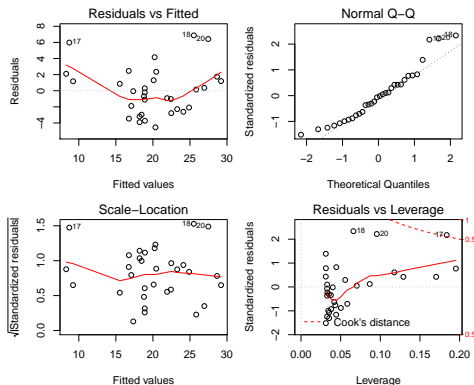 Residuals vs Fitted
Residuals
8
6
4
2
0
-4
17
18
20
10 15 20 25 30
Fitted values
Normal Q-Q
Standardized residuals
2
1
0
-1
18
-2 -1 0 1 2
Theoretical Quantiles
Scale-Location
√|Standardized residuals|
1.5
1.0
0.5
0.0
17
18
20
10 15 20 25 30
Fitted values
Residuals vs Leverage
Standardized residuals
2
1
0
-1
-2
18
20
17
1
0.5
0.5
Cook's distance
0.00 0.05 0.10 0.15 0.20
Leverage